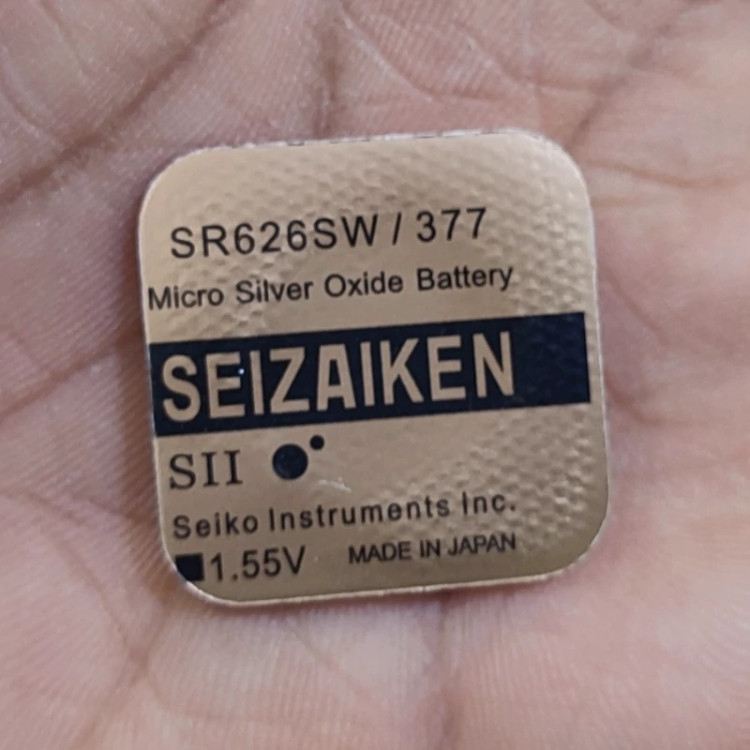 SR626SW / 377
Micro Silver Oxide Battery
SEIZAIKEN
SII
Seiko Instruments Inc.
1.55V MADE IN JAPAN